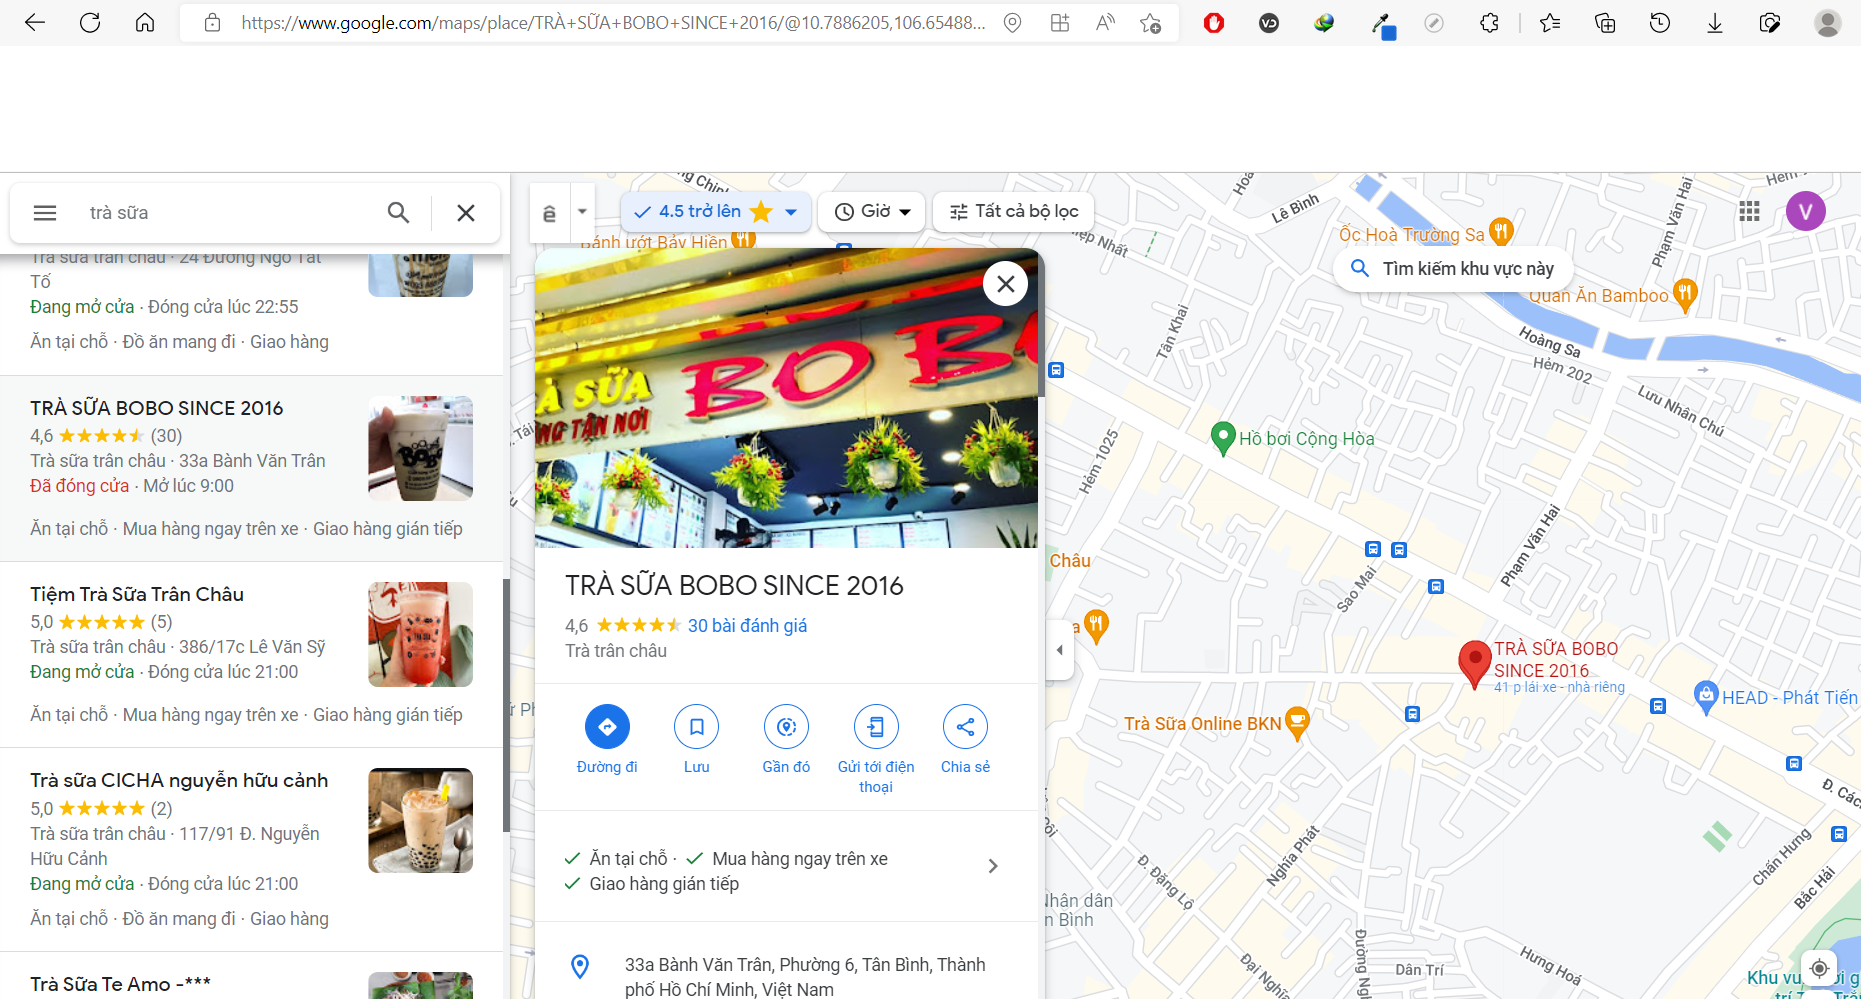 https://www.google.com/maps/place/TRÀ+SỮA+BOBO+SINCE+2016/@10.7886205,106.65488...
trà sữa
Trà sữa trân châu · 24 Đường Ngô Tất
Tố
Đang mở cửa · Đóng cửa lúc 22:55
Ăn tại chỗ · Đồ ăn mang đi · Giao hàng
TRÀ SỮA BOBO SINCE 2016
4,6 (30)
Trà sữa trân châu · 33a Bành Văn Trân
Đã đóng cửa · Mở lúc 9:00
Ăn tại chỗ · Mua hàng ngay trên xe · Giao hàng gián tiếp
Tiệm Trà Sữa Trân Châu
5,0 (5)
Trà sữa trân châu · 386/17c Lê Văn Sỹ
Đang mở cửa · Đóng cửa lúc 21:00
Ăn tại chỗ · Mua hàng ngay trên xe · Giao hàng gián tiếp
Trà sữa CICHA nguyễn hữu cảnh
5,0 (2)
Trà sữa trân châu · 117/91 Đ. Nguyễn
Hữu Cảnh
Đang mở cửa · Đóng cửa lúc 21:00
Ăn tại chỗ · Đồ ăn mang đi · Giao hàng
Trà Sữa Te Amo -***
ê
4.5 trở lên
Giờ
Tất cả bộ lọc
Bánh ướt Bảy Hiền
BO B
SỮA
TẬN NƠI
TRÀ SỮA BOBO SINCE 2016
4,6 30 bài đánh giá
Trà trân châu
Đường đi
Lưu
Gần đó
Gửi tới điện
thoại
Chia sẻ
Ăn tại chỗ · Mua hàng ngay trên xe
Giao hàng gián tiếp
33a Bành Văn Trân, Phường 6, Tân Bình, Thành
phố Hồ Chí Minh, Việt Nam
Lê Bình
Ốc Hoà Trường Sa
Phạm Văn Hai
V
Tìm kiếm khu vực này
Quán Ăn Bamboo
Tân Khai
Hoàng Sa
Hẻm 202
Lưu Nhân Chú
Hồ bơi Cộng Hòa
Hẻm 1025
Châu
Sao Mai
Phạm Văn Hai
TRÀ SỮA BOBO
SINCE 2016
41 p lái xe - nhà riêng
HEAD - Phát Tiến
Trà Sữa Online BKN
Đ. Các
Nghĩa Phát
Đ. Đặng Lộ
Chấn Hưng
Bắc Hải
Nhân dân
n Bình
Dân Trí
Hưng Hoá